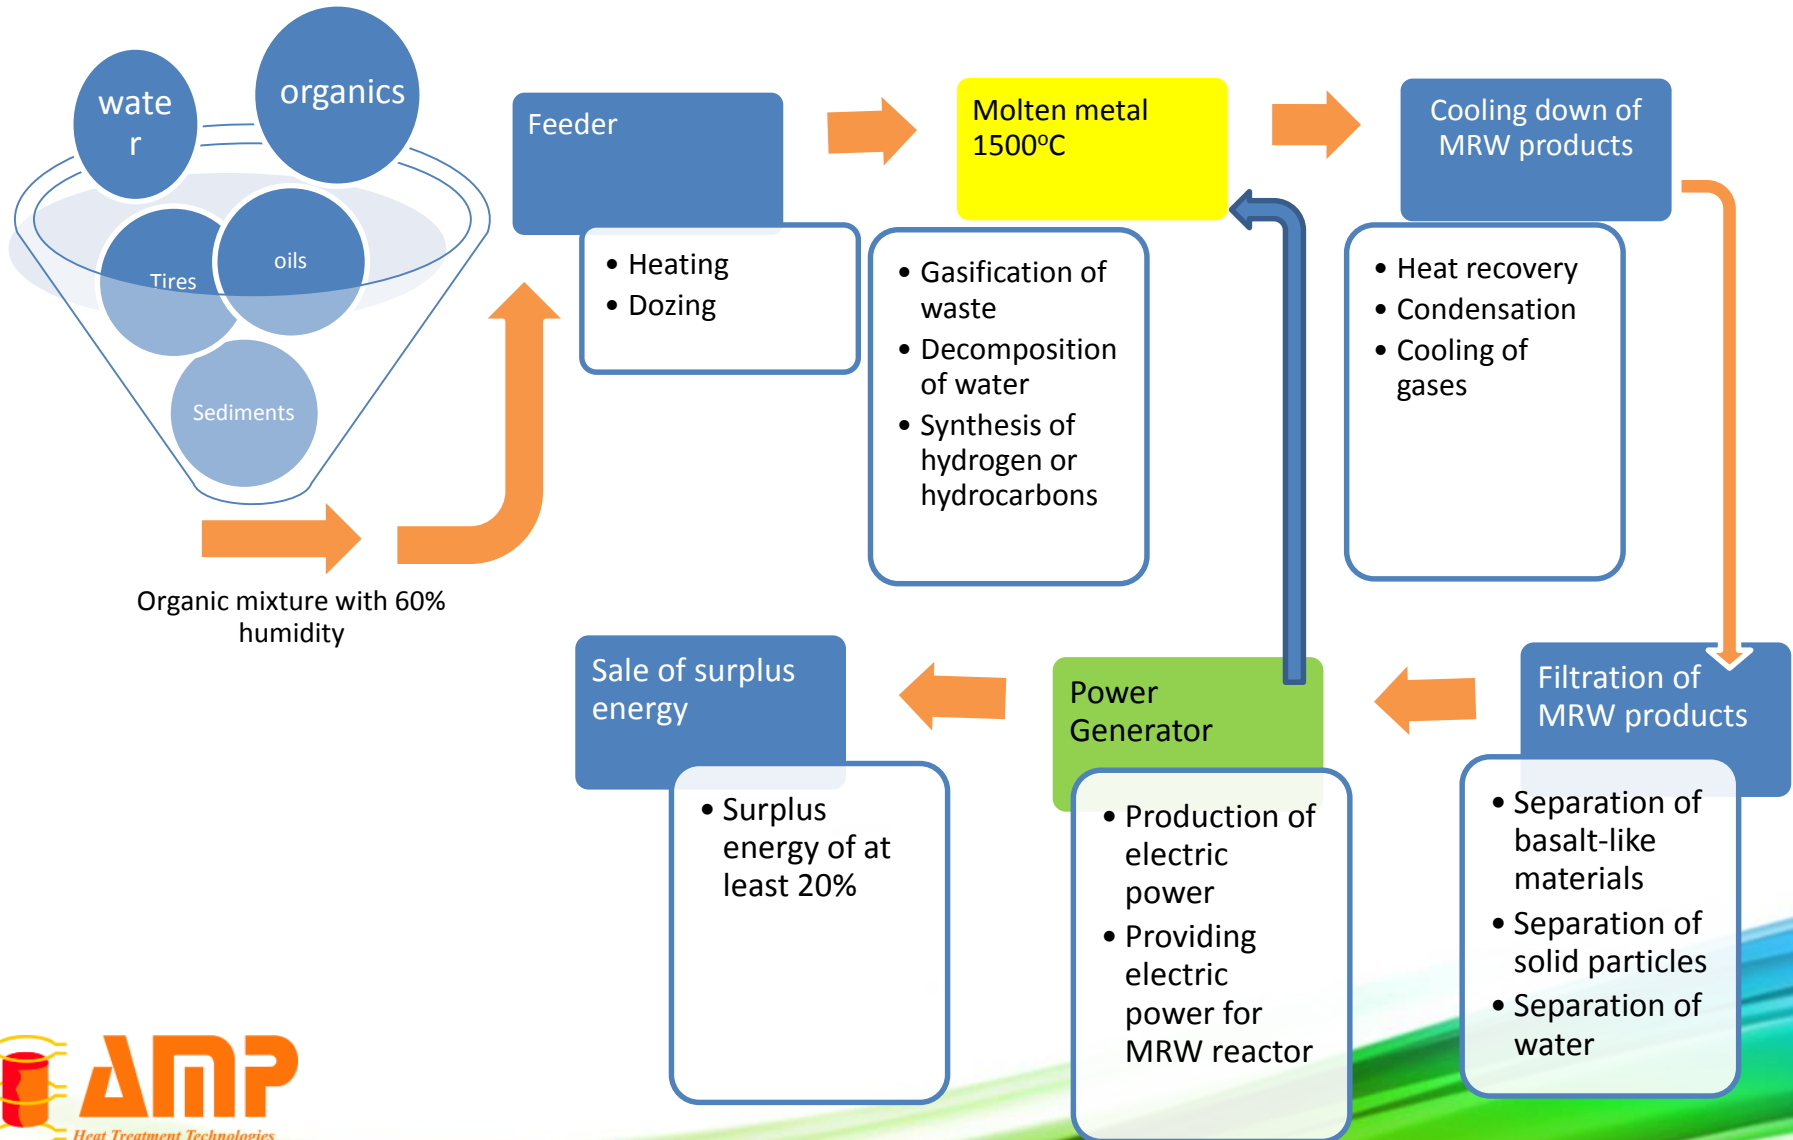 wate
r
organics
Tires
oils
Sediments
Organic mixture with 60%
humidity
Feeder
• Heating
• Dozing
Molten metal
1500ºC
• Gasification of
waste
• Decomposition
of water
• Synthesis of
hydrogen or
hydrocarbons
Cooling down of
MRW products
• Heat recovery
• Condensation
• Cooling of
gases
Filtration of
MRW products
• Separation of
basalt-like
materials
• Separation of
solid particles
• Separation of
water
Power
Generator
• Production of
electric
power
• Providing
electric
power for
MRW reactor
Sale of surplus
energy
• Surplus
energy of at
least 20%
AMP
Heat Treatment Technologies